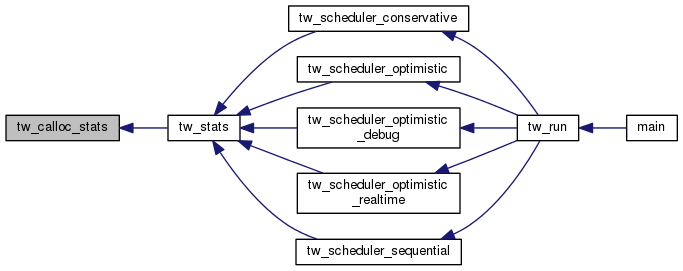 tw_scheduler_conservative
tw_scheduler_optimistic
tw_calloc_stats
tw_stats
tw_scheduler_optimistic
_debug
tw_run
main
tw_scheduler_optimistic
_realtime
tw_scheduler_sequential